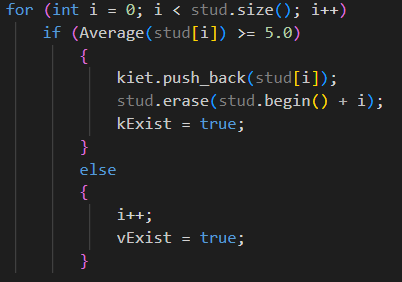 for (int i = 0; i < stud.size(); i++)
if (Average(stud[i]) >= 5.0)
{
kiet.push_back(stud[i]);
stud.erase(stud.begin() + i);
kExist = true;
}
else
{
i++;
vExist = true;
}